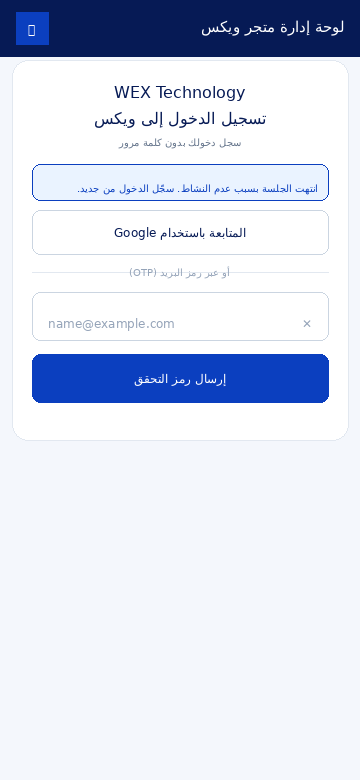 لوحة إدارة متجر ويكس
WEX Technology
تسجيل الدخول إلى ويكس
سجل دخولك بدون كلمة مرور
انتهت الجلسة بسبب عدم النشاط. سجّل الدخول من جديد.
المتابعة باستخدام Google
أو عبر رمز البريد (OTP)
name@example.com ×
إرسال رمز التحقق